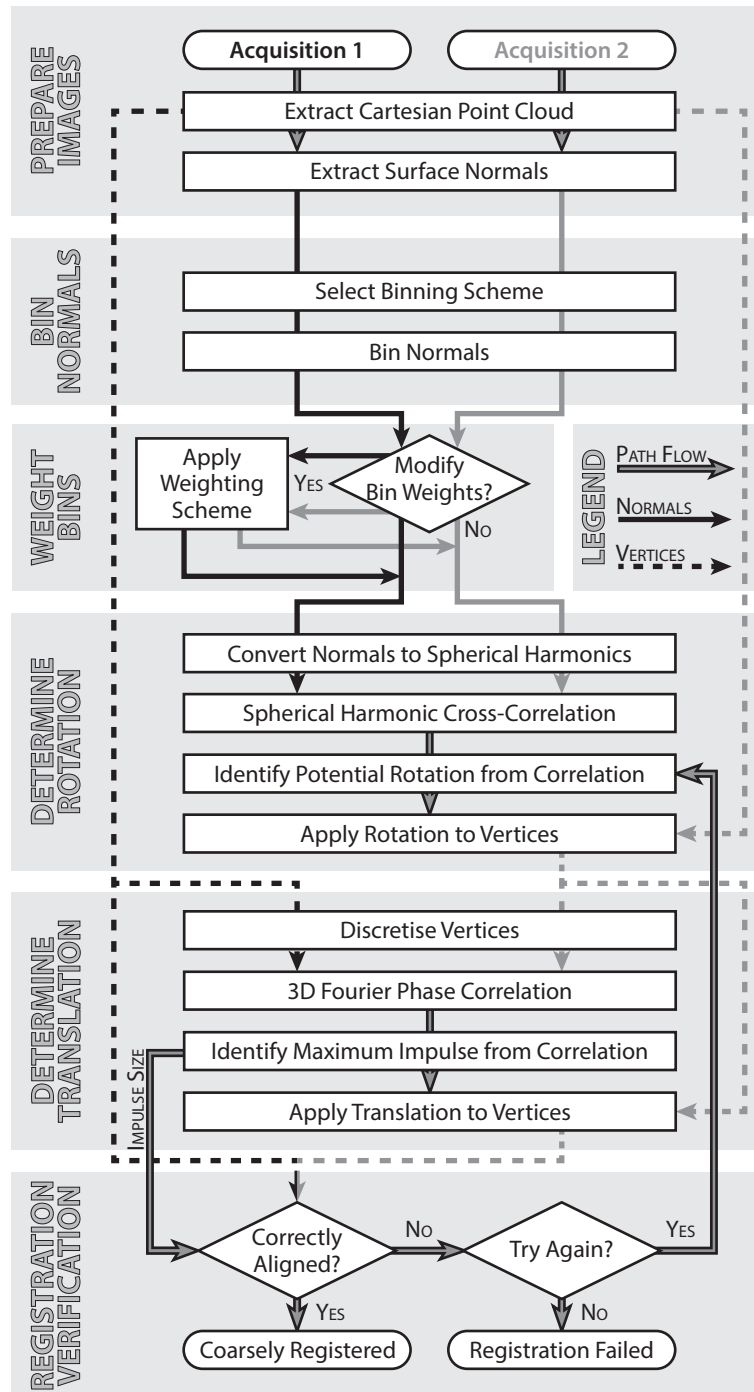 PREPARE
IMAGES
Acquisition 1
Acquisition 2
Extract Cartesian Point Cloud
Extract Surface Normals
BIN
NORMALS
Select Binning Scheme
Bin Normals
WEIGHT
BINS
Apply
Weighting
Scheme
YES
Modify
Bin Weights?
NO
LEGEND
PATH FLOW
NORMALS
VERTICES
DETERMINE
ROTATION
Convert Normals to Spherical Harmonics
Spherical Harmonic Cross-Correlation
Identify Potential Rotation from Correlation
Apply Rotation to Vertices
DETERMINE
TRANSLATION
Discretise Vertices
3D Fourier Phase Correlation
Identify Maximum Impulse from Correlation
Apply Translation to Vertices
IMPULSE SIZE
REGISTRATION
VERIFICATION
Correctly
Aligned?
NO
Try Again?
YES
YES
NO
Coarsely Registered
Registration Failed